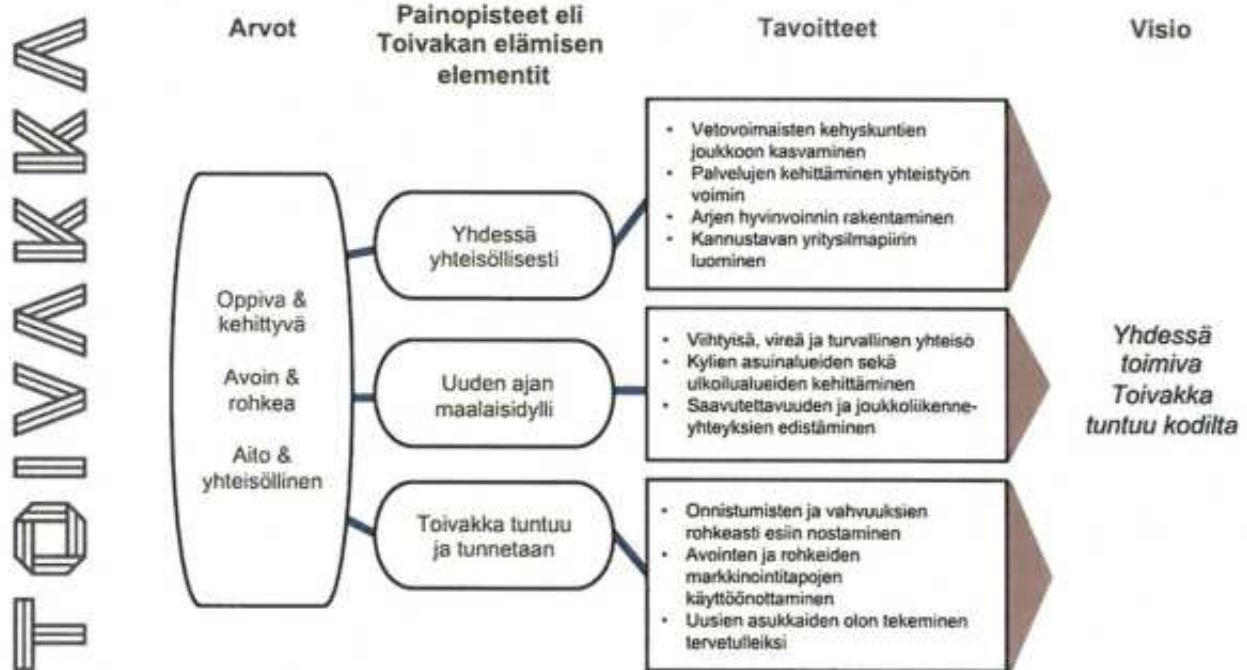 TOIVAKKA
Arvot
Painopisteet eli
Toivakan elämisen
elementit
Tavoitteet
Visio
Oppiva &
kehittyvä
Avoin &
rohkea
Aito &
yhteisöllinen
Yhdessä
yhteisöllisesti
Uuden ajan
maalaisidylli
Toivakka tuntuu
ja tunnetaan
• Vetovoimaisten kehyskuntien
joukkoon kasvaminen
• Palvelujen kehittäminen yhteistyön
voimin
• Arjen hyvinvoinnin rakentaminen
• Kannustavan yritysilmapiirin
luominen
• Viihtyisä, vireä ja turvallinen yhteisö
• Kylien asuinalueiden sekä
ulkoilualueiden kehittäminen
• Saavutettavuuden ja joukkoliikenne-
yhteyksien edistäminen
• Onnistumisten ja vahvuuksien
rohkeasti esiin nostaminen
• Avointen ja rohkeiden
markkinointitapojen
käyttöönottaminen
• Uusien asukkaiden olon tekeminen
tervetulleiksi
Yhdessä
toimiva
Toivakka
tuntuu kodilta